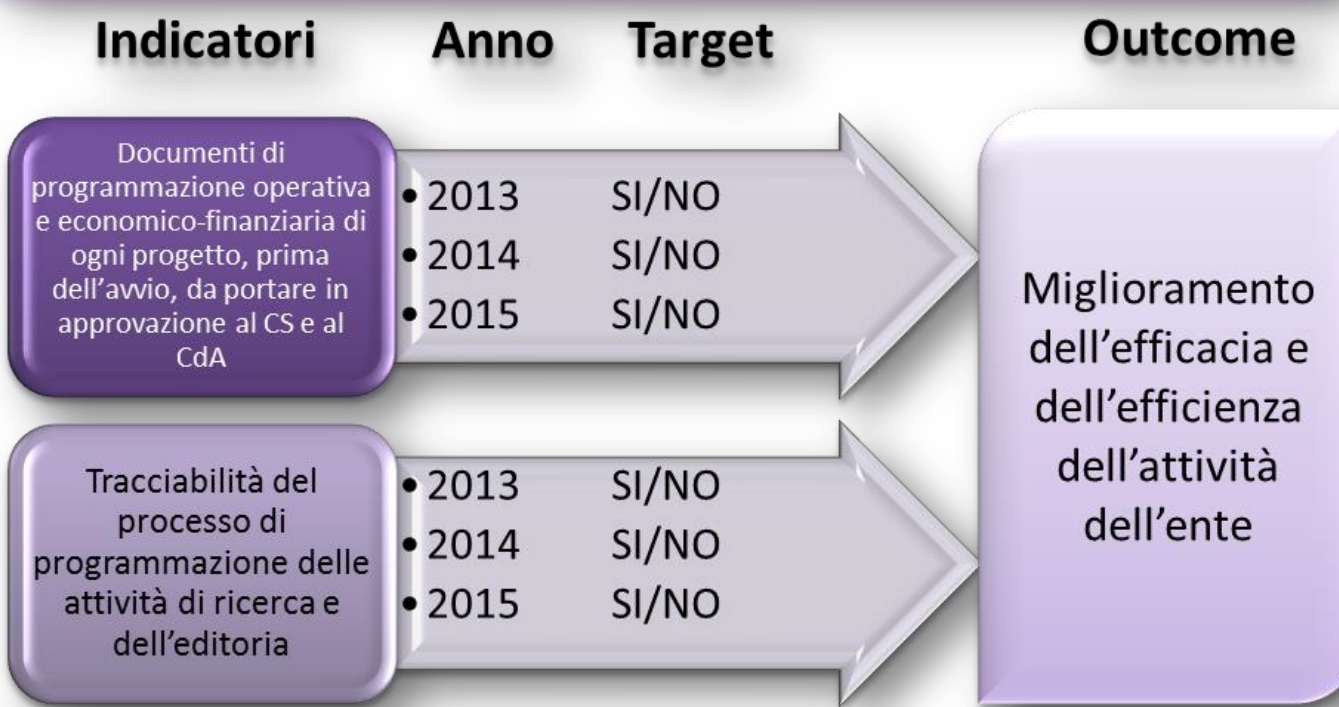 Indicatori Anno Target Outcome
Documenti di
programmazione operativa
e economico-finanziaria di
ogni progetto, prima
dell'avvio, da portare in
approvazione al CS e al
CdA
• 2013 SI/NO
• 2014 SI/NO
• 2015 SI/NO
Tracciabilità del
processo di
programmazione delle
attività di ricerca e
dell'editoria
• 2013 SI/NO
• 2014 SI/NO
• 2015 SI/NO
Miglioramento
dell'efficacia e
dell'efficienza
dell'attività
dell'ente